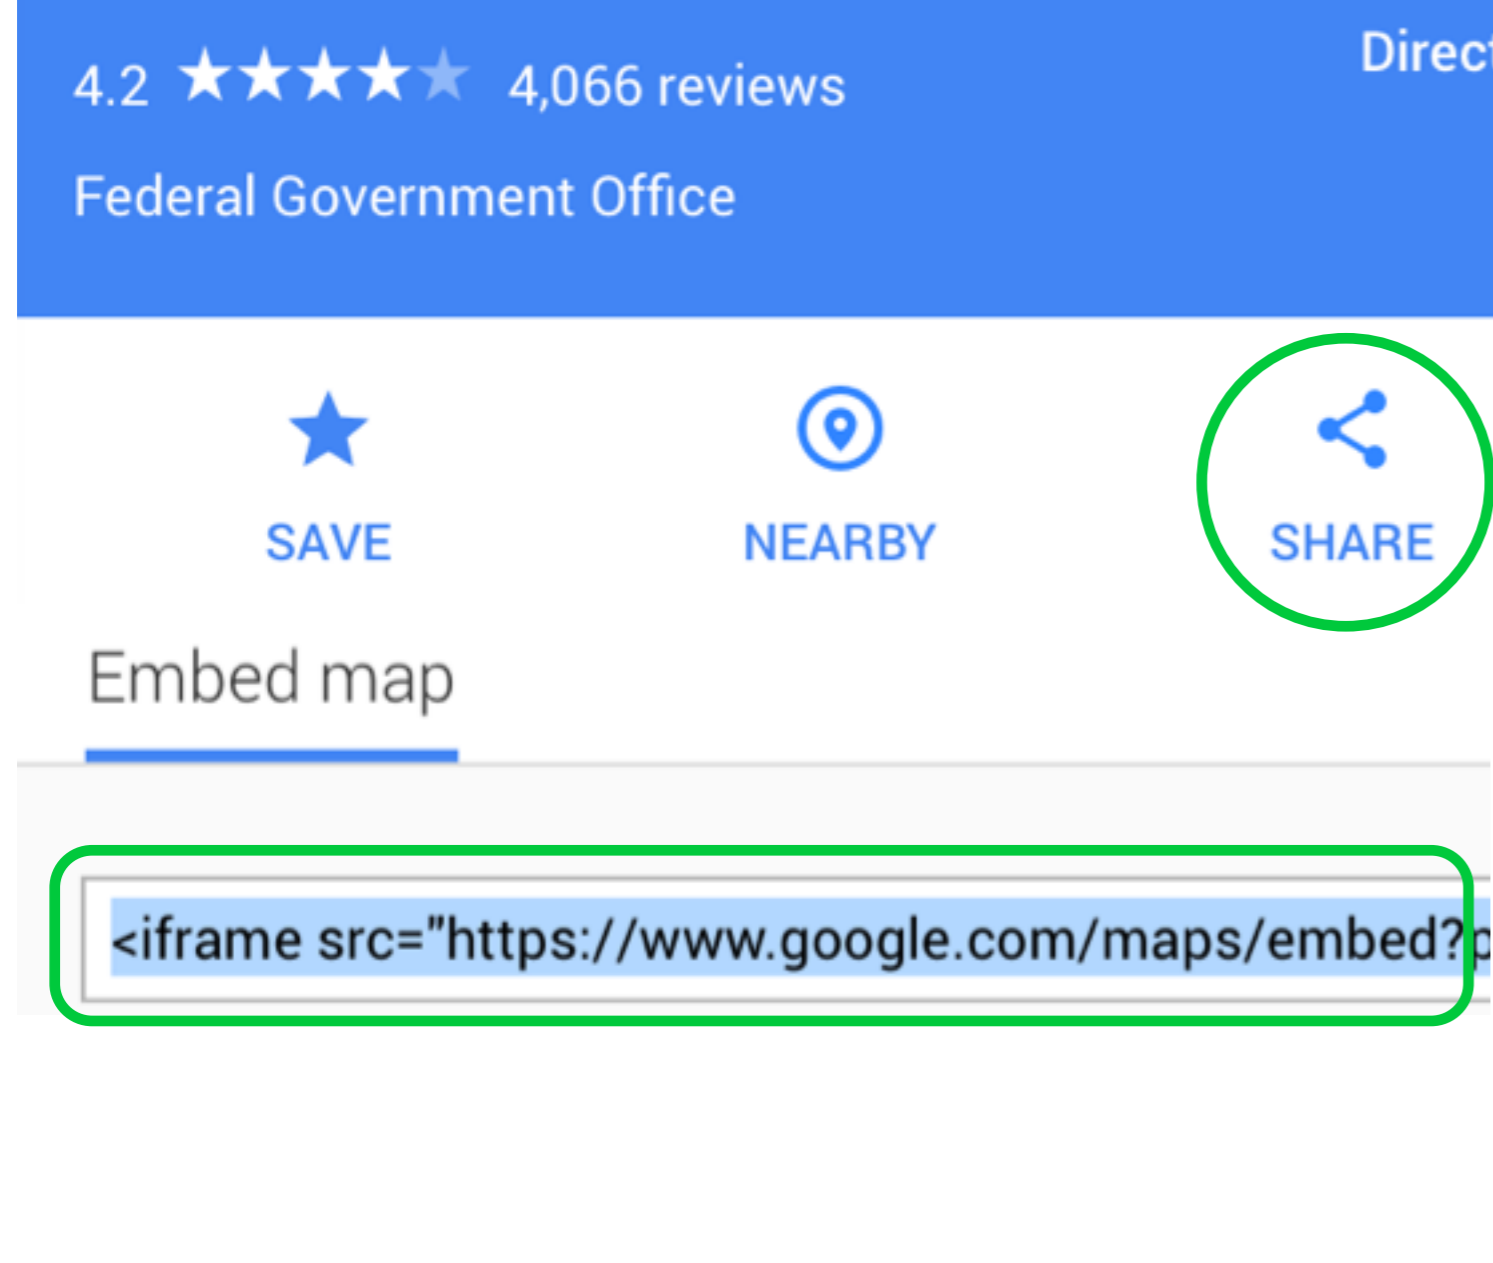 Direct
4.2 4,066 reviews
Federal Government Office
SAVE NEARBY SHARE
Embed map
<iframe src="https://www.google.com/maps/embed?p